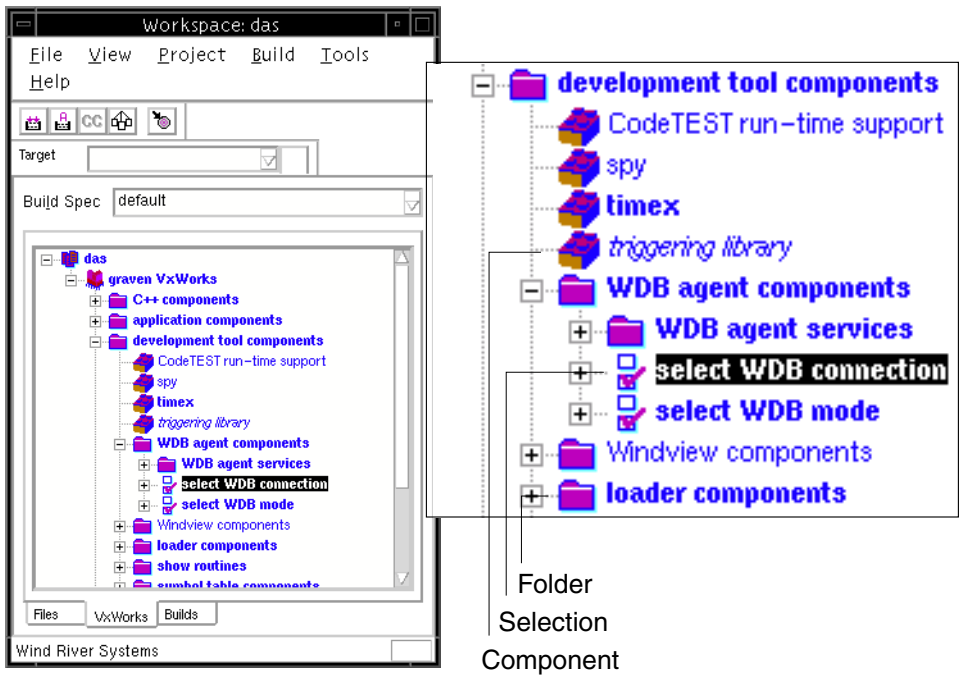 Workspace: das
File View Project Build Tools
Help
CC
Target
Build Spec default
das
graven VxWorks
C++ components
application components
development tool components
CodeTEST run-time support
spy
timex
triggering library
WDB agent components
WDB agent services
select WDB connection
select WDB mode
Windview components
loader components
show routines
symbol table components
Files VxWorks Builds
Wind River Systems
development tool components
CodeTEST run-time support
spy
timex
triggering library
WDB agent components
WDB agent services
select WDB connection
select WDB mode
Windview components
loader components
Folder
Selection
Component